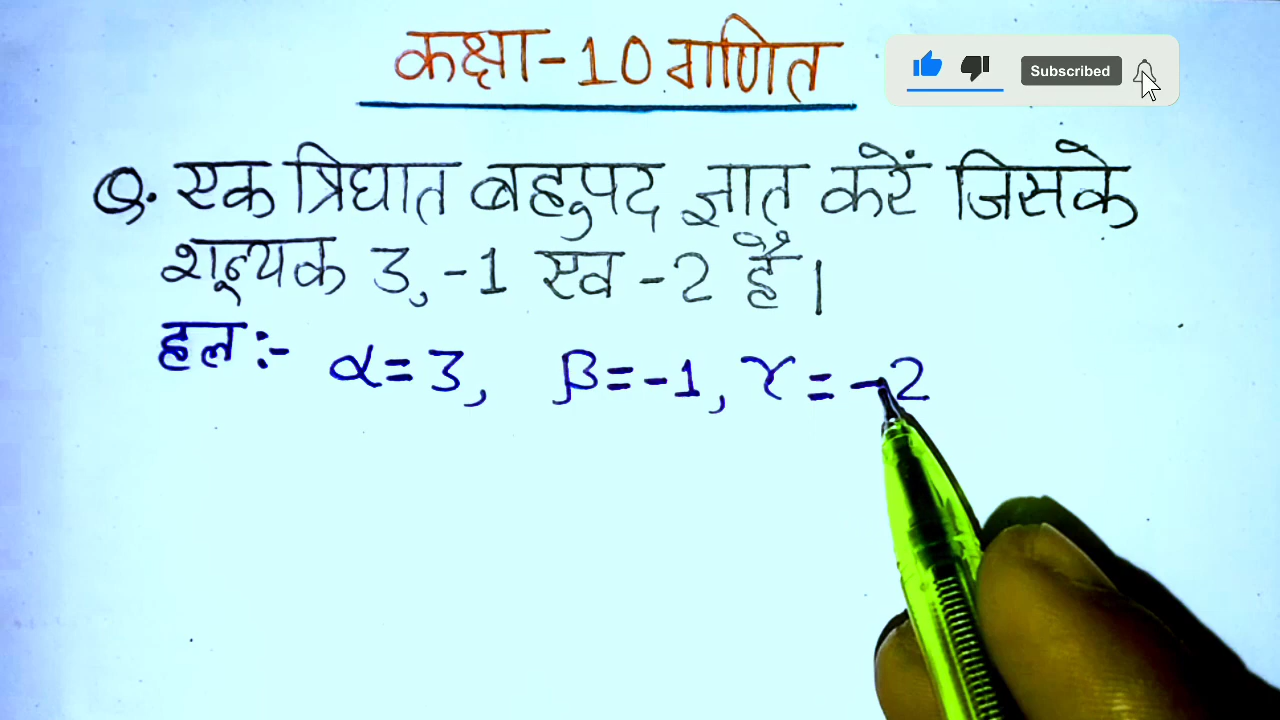 कक्षा-10 गणित
Subscribed
Q. एक त्रिघात बहुपद ज्ञात करें जिसके
शून्यक 3, -1 एव -2 है।
हल:- α=3, β=-1, γ=-2